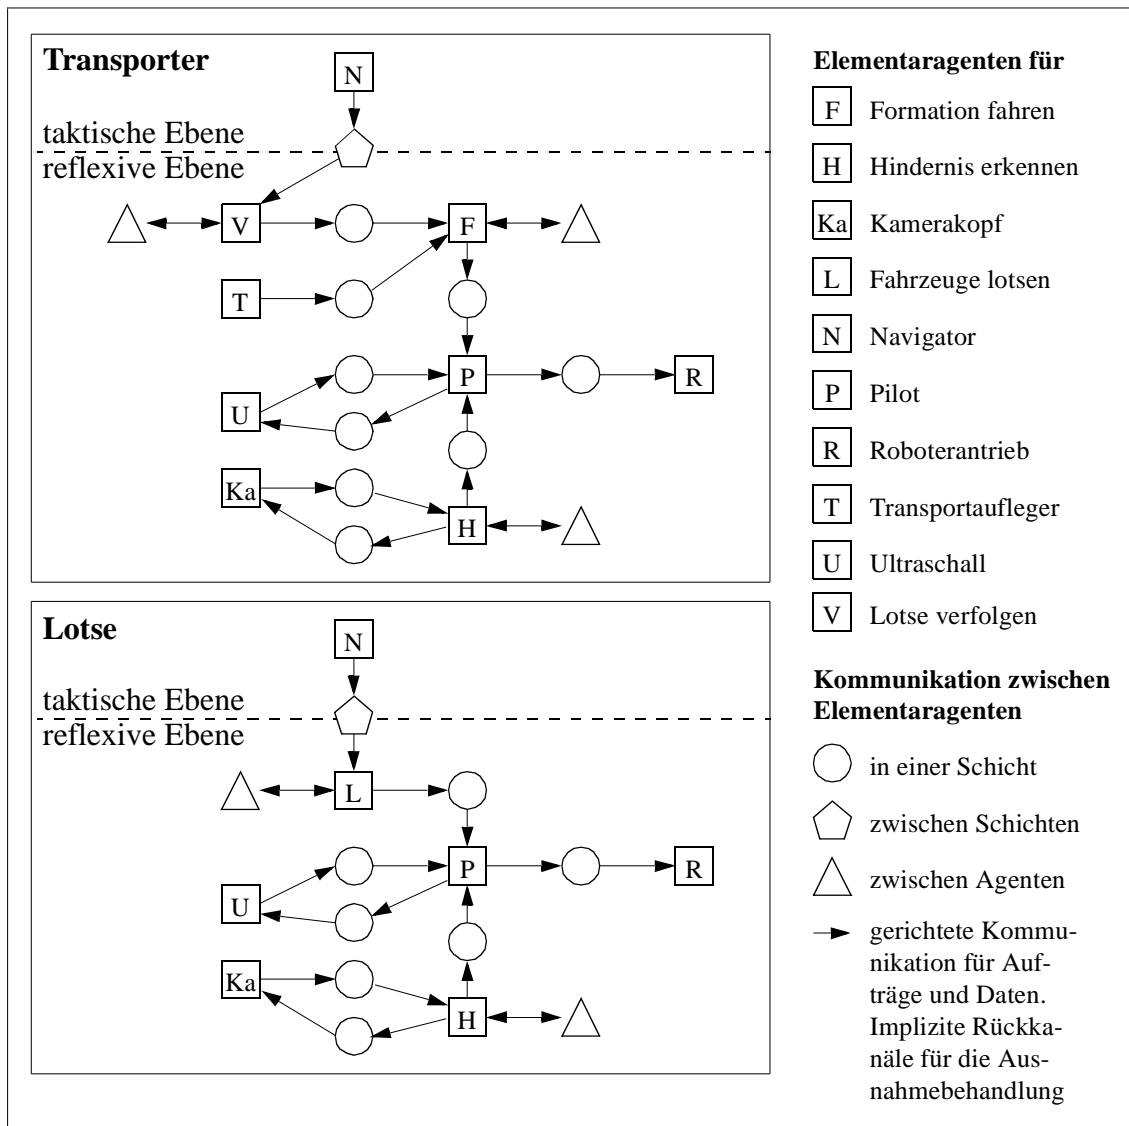 Transporter
N
taktische Ebene
reflexive Ebene
V
F
T
P
R
U
Ka
H
Lotse
N
taktische Ebene
reflexive Ebene
L
P
R
U
Ka
H
Elementaragenten für
F Formation fahren
H Hindernis erkennen
Ka Kamerakopf
L Fahrzeuge lotsen
N Navigator
P Pilot
R Roboterantrieb
T Transportaufleger
U Ultraschall
V Lotse verfolgen
Kommunikation zwischen
Elementaragenten
in einer Schicht
zwischen Schichten
zwischen Agenten
gerichtete Kommu-
nikation für Auf-
träge und Daten.
Implizite Rückka-
näle für die Aus-
nahmebehandlung